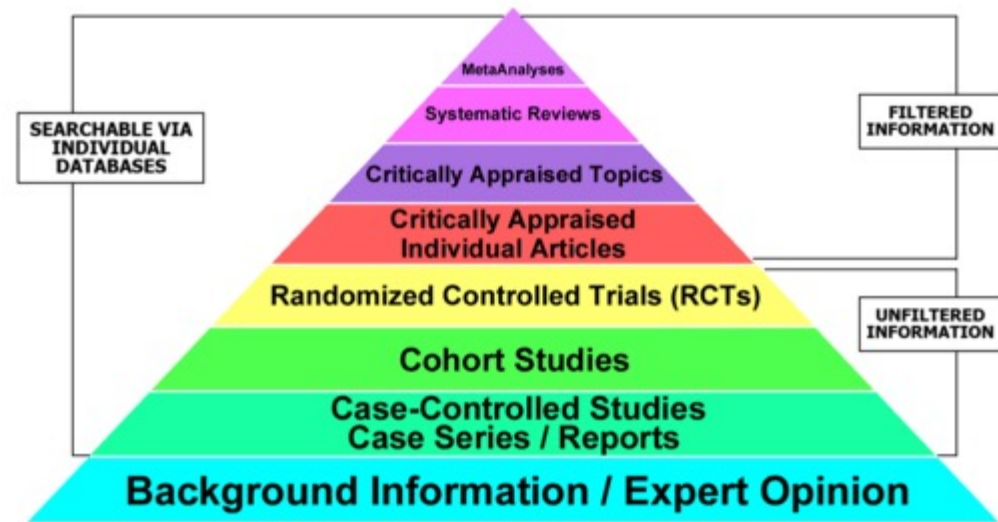 MetaAnalyses
Systematic Reviews
SEARCHABLE VIA
INDIVIDUAL
DATABASES
FILTERED
INFORMATION
Critically Appraised Topics
Critically Appraised
Individual Articles
Randomized Controlled Trials (RCTs)
UNFILTERED
INFORMATION
Cohort Studies
Case-Controlled Studies
Case Series / Reports
Background Information / Expert Opinion